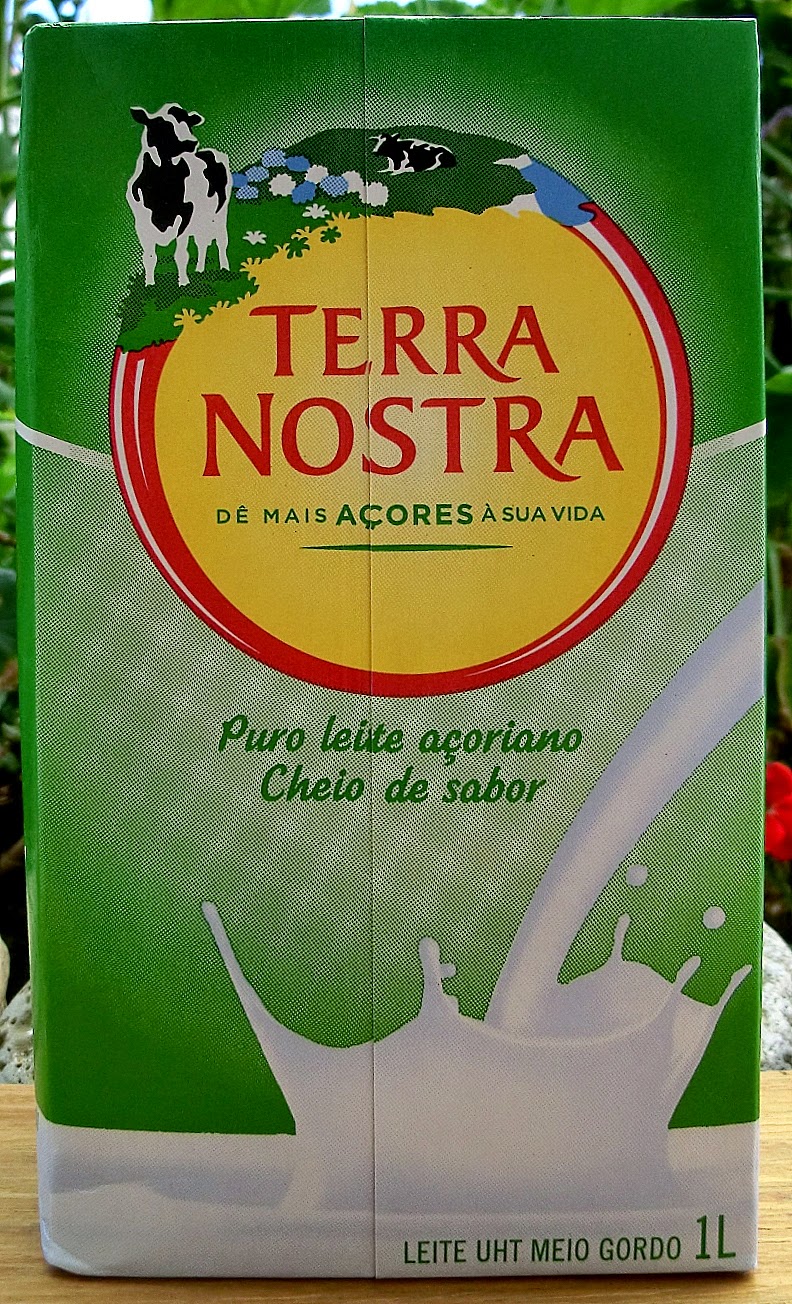 TERRA
NOSTRA
DÊ MAIS AÇORES À SUA VIDA
Puro leite açoriano
Cheio de sabor
LEITE UHT MEIO GORDO 1L